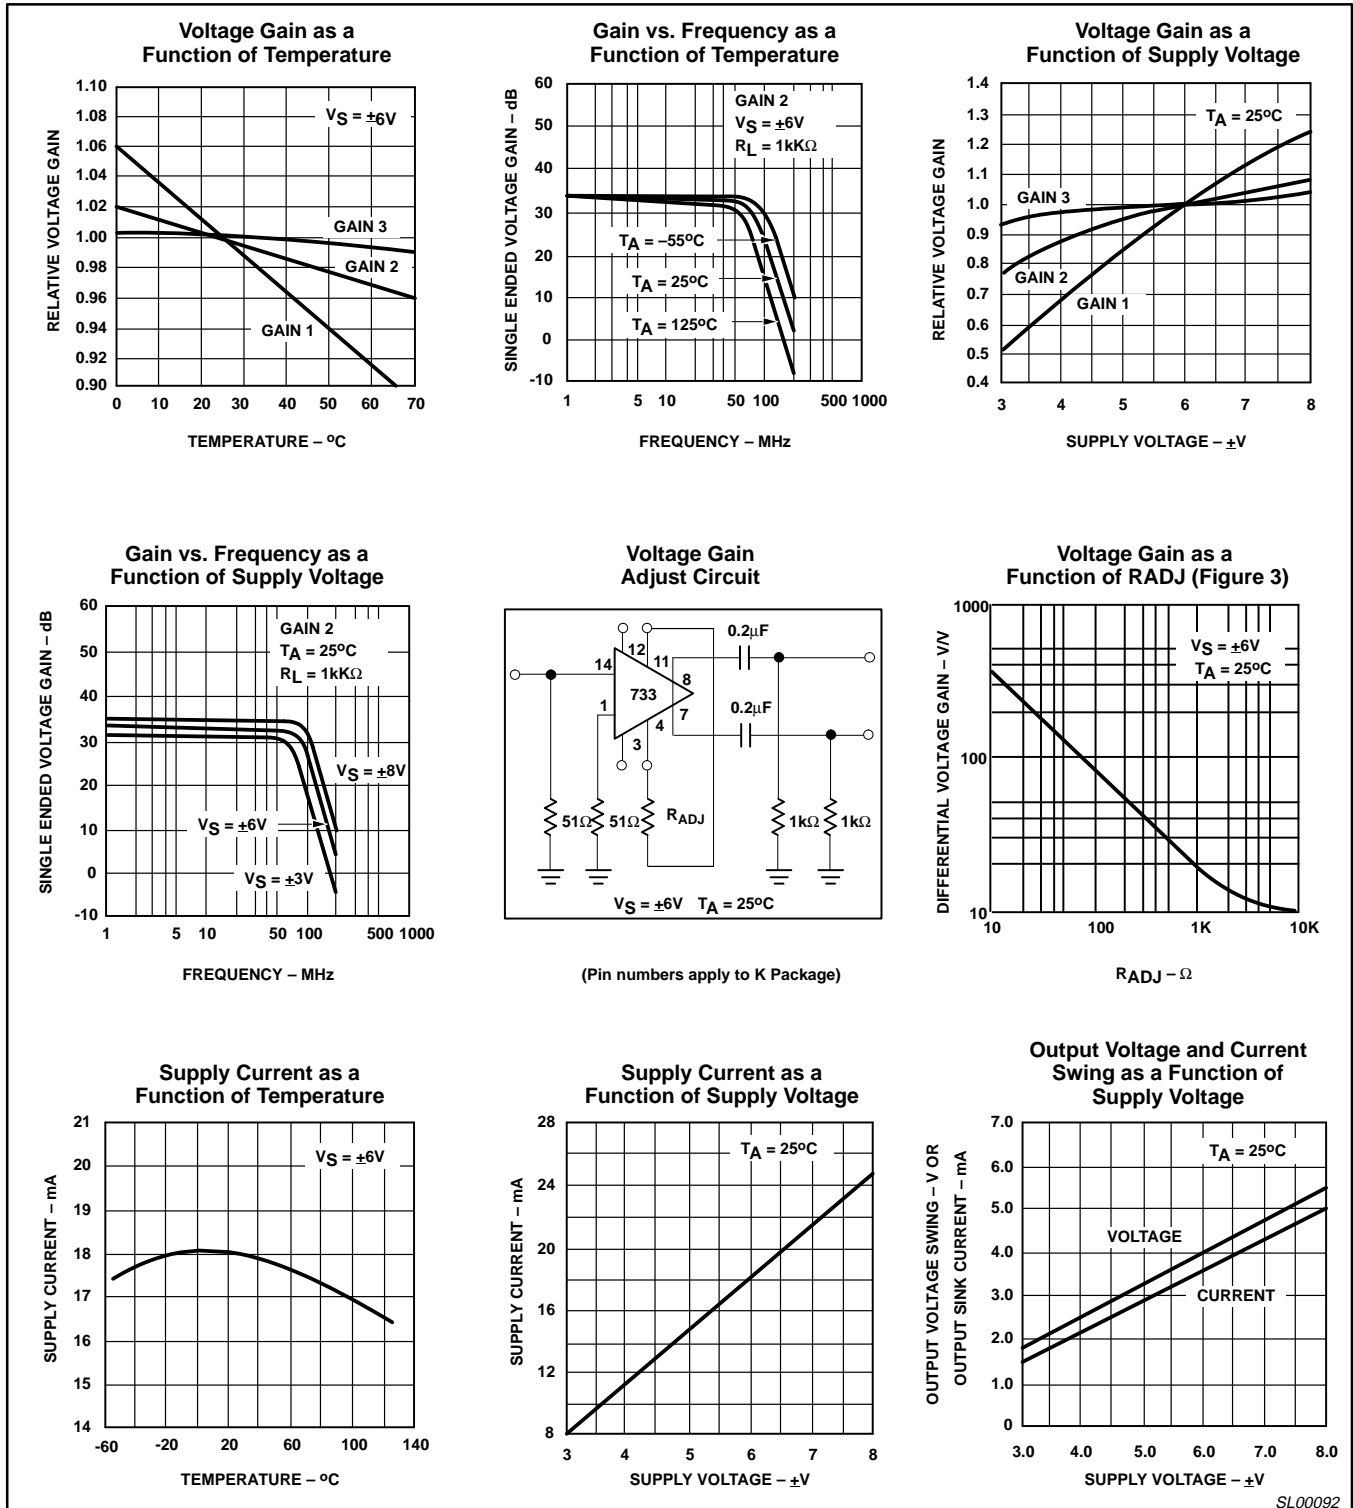 Voltage Gain as a
Function of Temperature
RELATIVE VOLTAGE GAIN
1.10
1.08
1.06
1.04
1.02
1.00
0.98
0.96
0.94
0.92
0.90
VS = ±6V
GAIN 3
GAIN 2
GAIN 1
0 10 20 30 40 50 60 70
TEMPERATURE – oC
Gain vs. Frequency as a
Function of Temperature
SINGLE ENDED VOLTAGE GAIN – dB
60
50
40
30
20
10
0
-10
GAIN 2
VS = ±6V
RL = 1kKΩ
TA = –55oC
TA = 25oC
TA = 125oC
1 5 10 50 100 500 1000
FREQUENCY – MHz
Voltage Gain as a
Function of Supply Voltage
RELATIVE VOLTAGE GAIN
1.4
1.3
1.2
1.1
1.0
0.9
0.8
0.7
0.6
0.5
0.4
TA = 25oC
GAIN 3
GAIN 2
GAIN 1
3 4 5 6 7 8
SUPPLY VOLTAGE – ±V
Gain vs. Frequency as a
Function of Supply Voltage
SINGLE ENDED VOLTAGE GAIN – dB
60
50
40
30
20
10
0
-10
GAIN 2
TA = 25oC
RL = 1kKΩ
VS = ±8V
VS = ±6V
VS = ±3V
1 5 10 50 100 500 1000
FREQUENCY – MHz
Voltage Gain
Adjust Circuit
0.2µF
12
11
14
8
733
1
7
0.2µF
4
3
51Ω
51Ω
RADJ
1kΩ
1kΩ
VS = ±6V TA = 25oC
(Pin numbers apply to K Package)
Voltage Gain as a
Function of RADJ (Figure 3)
DIFFERENTIAL VOLTAGE GAIN – V/V
1000
100
10
VS = ±6V
TA = 25oC
10 100 1K 10K
RADJ – Ω
Supply Current as a
Function of Temperature
SUPPLY CURRENT – mA
21
20
19
18
17
16
15
14
VS = ±6V
-60 -20 20 60 100 140
TEMPERATURE – oC
Supply Current as a
Function of Supply Voltage
SUPPLY CURRENT – mA
28
24
20
16
12
8
TA = 25oC
3 4 5 6 7 8
SUPPLY VOLTAGE – ±V
Output Voltage and Current
Swing as a Function of
Supply Voltage
OUTPUT VOLTAGE SWING – V OR
OUTPUT SINK CURRENT – mA
7.0
6.0
5.0
4.0
3.0
2.0
1.0
0
TA = 25oC
VOLTAGE
CURRENT
3.0 4.0 5.0 6.0 7.0 8.0
SUPPLY VOLTAGE – ±V
SL00092